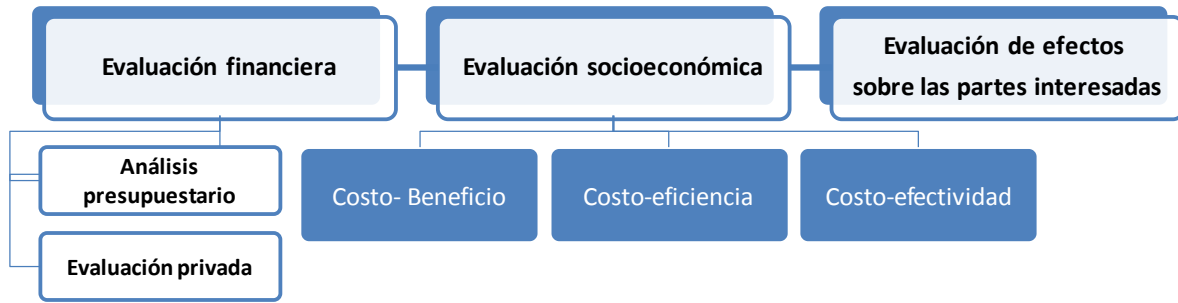 Evaluación financiera
Evaluación socioeconómica
Evaluación de efectos
sobre las partes interesadas
Análisis
presupuestario
Evaluación privada
Costo- Beneficio
Costo-eficiencia
Costo-efectividad